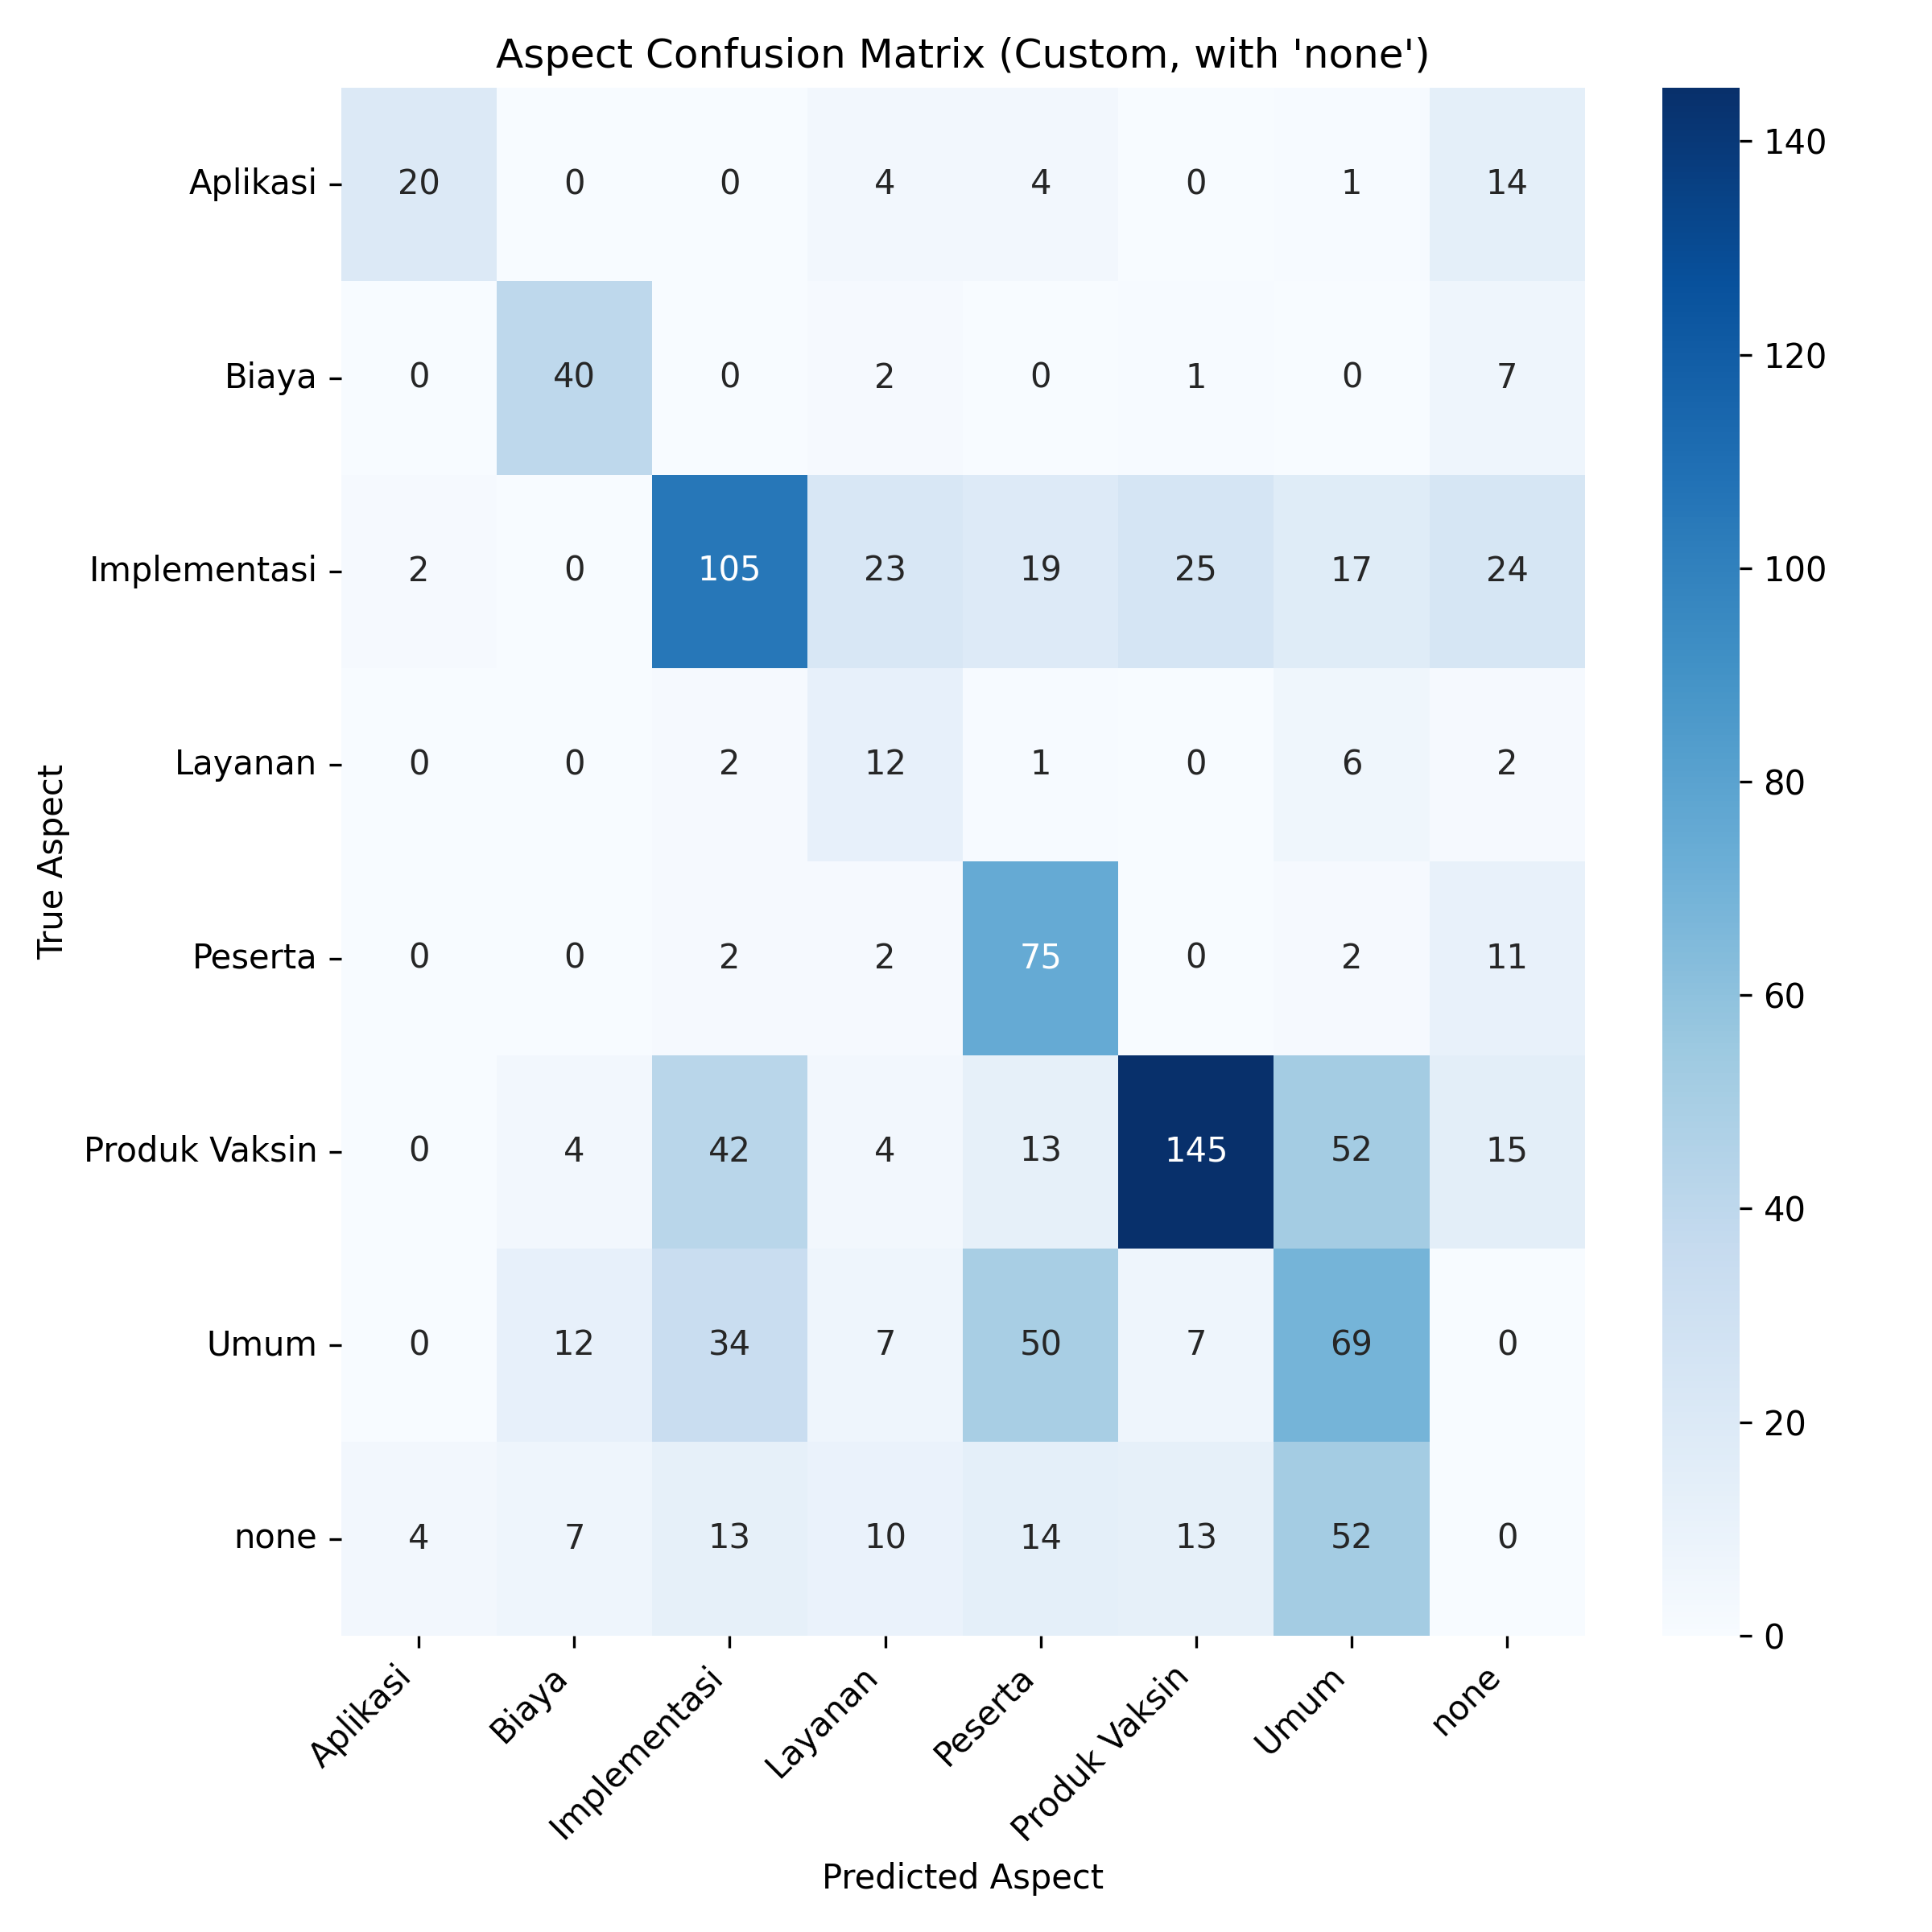 Aspect Confusion Matrix (Custom, with 'none')
True Aspect
Aplikasi 20 0 0 4 4 0 1 14
Biaya 0 40 0 2 0 1 0 7
Implementasi 2 0 105 23 19 25 17 24
Layanan 0 0 2 12 1 0 6 2
Peserta 0 0 2 2 75 0 2 11
Produk Vaksin 0 4 42 4 13 145 52 15
Umum 0 12 34 7 50 7 69 0
none 4 7 13 10 14 13 52 0
Aplikasi Biaya Implementasi Layanan Peserta Produk Vaksin Umum none
Predicted Aspect
140
120
100
80
60
40
20
0